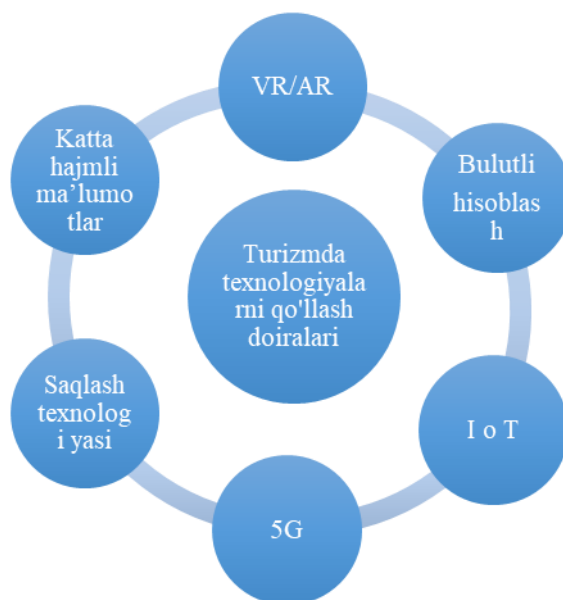 VR/AR
Bulutli
hisoblas
h
I o T
5G
Saqlash
texnolog
i yasi
Katta
hajmli
ma’lumo
tlar
Turizmda
texnologiyala
rni qo'llash
doiralari